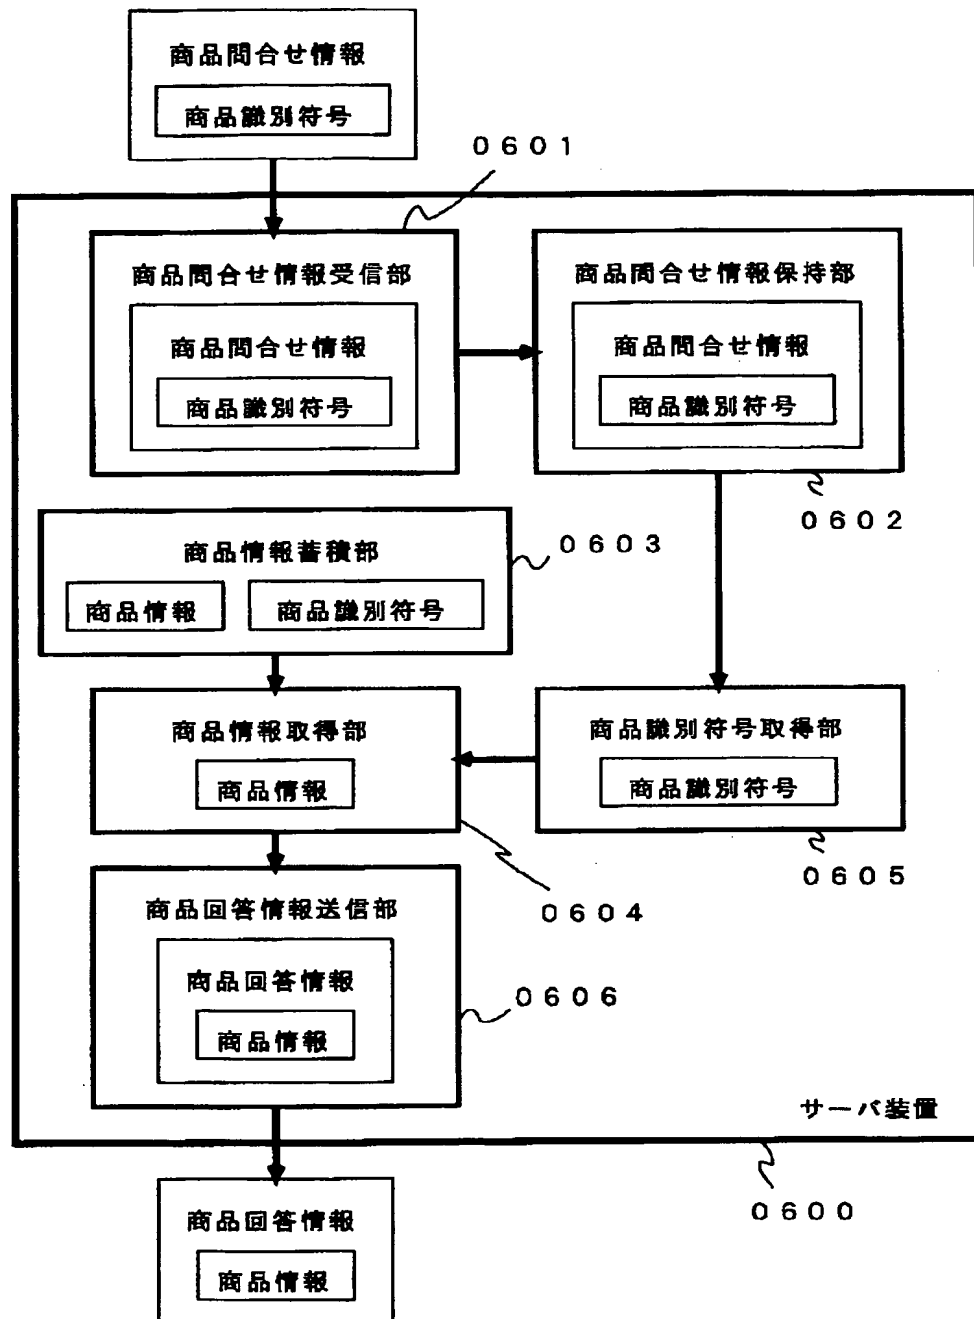 商品問合せ情報
商品識別符号
０６０１
商品問合せ情報受信部
商品問合せ情報
商品識別符号
商品問合せ情報保持部
商品問合せ情報
商品識別符号
０６０２
商品情報蓄積部
商品情報
商品識別符号
０６０３
商品情報取得部
商品情報
０６０４
商品識別符号取得部
商品識別符号
０６０５
商品回答情報送信部
商品回答情報
商品情報
０６０６
サーバ装置
０６００
商品回答情報
商品情報